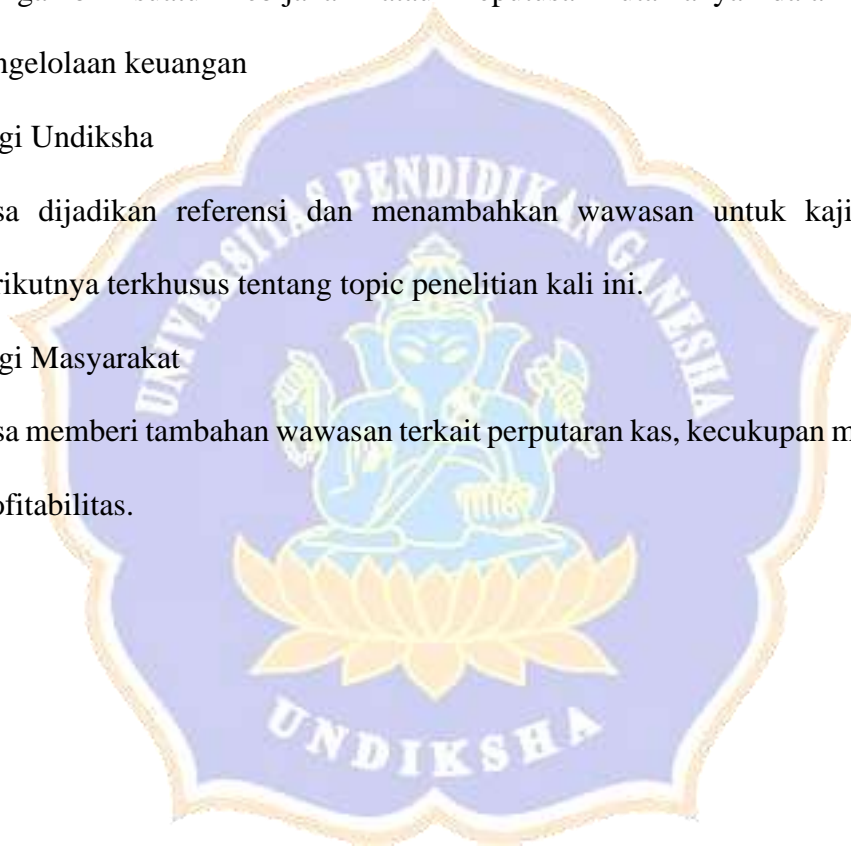 ngelolaan keuangan
gi Undiksha
sa dijadikan referensi dan menambahkan wawasan untuk kaji
rikutnya terkhusus tentang topic penelitian kali ini.
gi Masyarakat
sa memberi tambahan wawasan terkait perputaran kas, kecukupan m
ofitabilitas.
UNIVERSITAS PENDIDIKAN GANESHA
UNDIKSHA